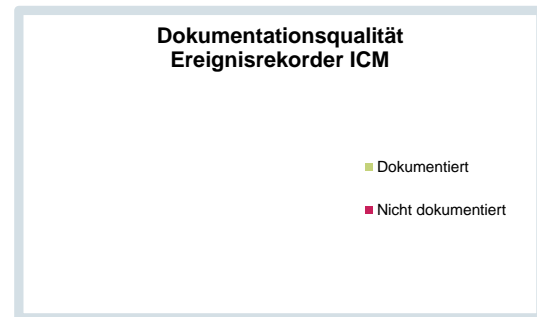 Dokumentationsqualität
Ereignisrekorder ICM
Dokumentiert
Nicht dokumentiert